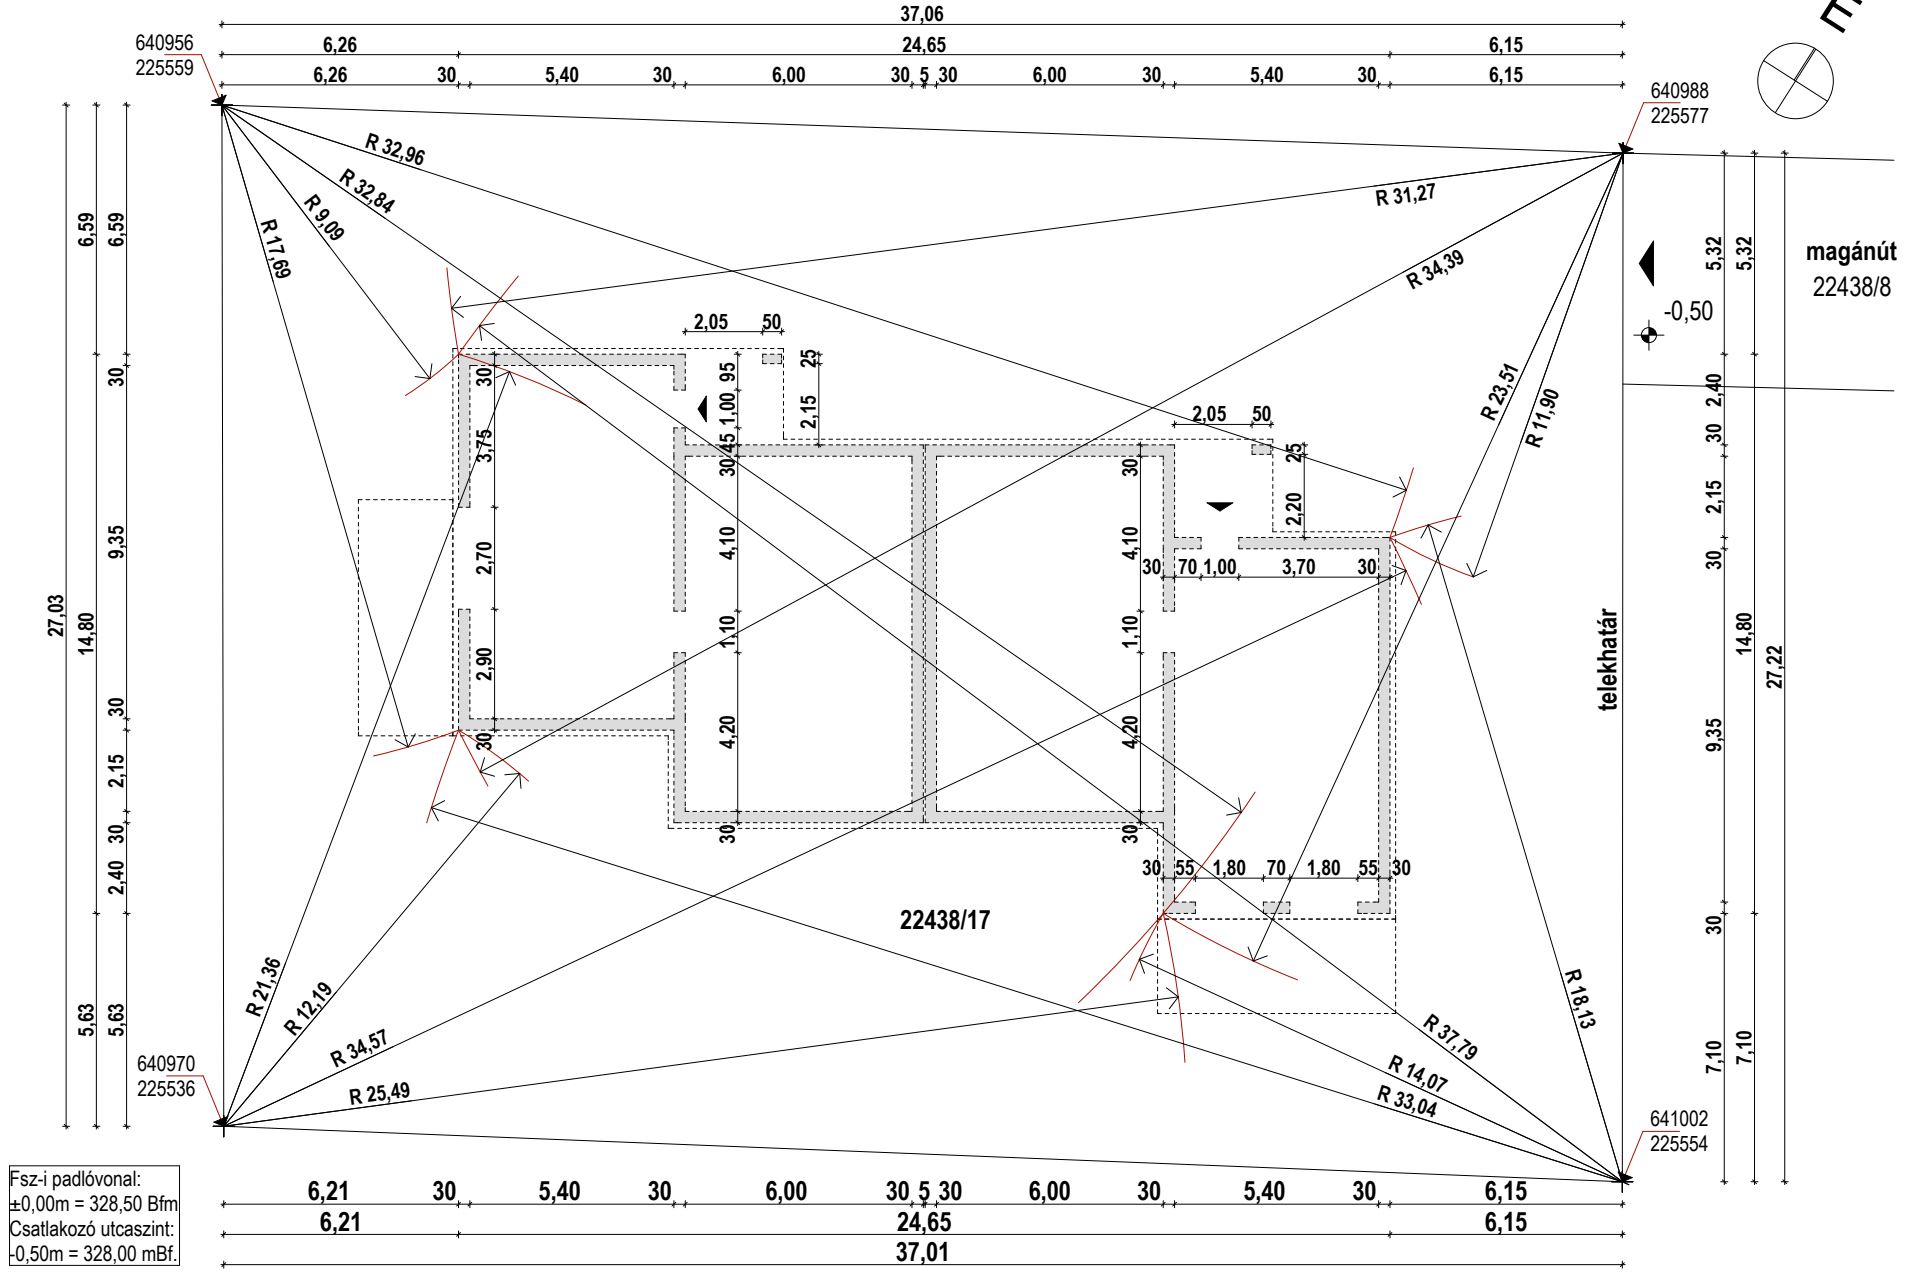 37,06
6,26 24,65 6,15
6,26 30 5,40 30 6,00 30 5 30 6,00 30 5,40 30 6,15
640956
225559
640988
225577
R 32,96
R 32,84
R 9,09
R 17,69
R 31,27
R 34,39
R 23,51
R 11,90
magánút
22438/8
-0,50
telekhatár
27,03
6,59 14,80 5,63
6,59 30 9,35 30 2,15 30 2,40 5,63
2,05 50
25
2,15
95
1,00
45
30
4,10
1,10
4,20
30
30
3,75
2,70
2,90
30
2,05 50
25
2,20
30
4,10
1,10
4,20
30
30 70 1,00 3,70 30
30 55 1,80 70 1,80 55 30
5,32 2,40 30 2,15 30 9,35 30 7,10
5,32 14,80 7,10
27,22
22438/17
R 21,36
R 12,19
R 34,57
R 25,49
R 18,13
R 37,79
R 14,07
R 33,04
640970
225536
641002
225554
Fsz-i padlóvonal:
±0,00m = 328,50 Bfm
Csatlakozó utcaszint:
-0,50m = 328,00 mBf.
6,21 30 5,40 30 6,00 30 5 30 6,00 30 5,40 30 6,15
6,21 24,65 6,15
37,01